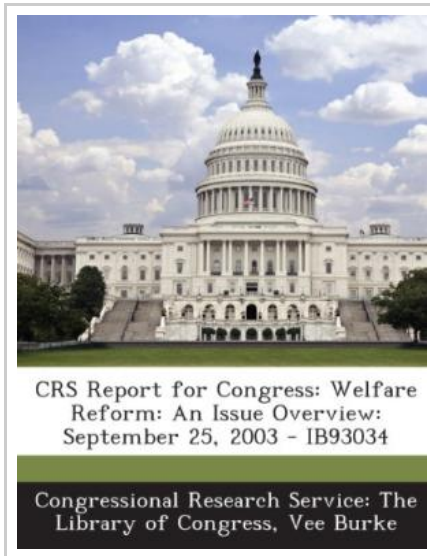 CRS Report for Congress: Welfare
Reform: An Issue Overview:
September 25, 2003 - IB93034
Congressional Research Service: The
Library of Congress, Vee Burke